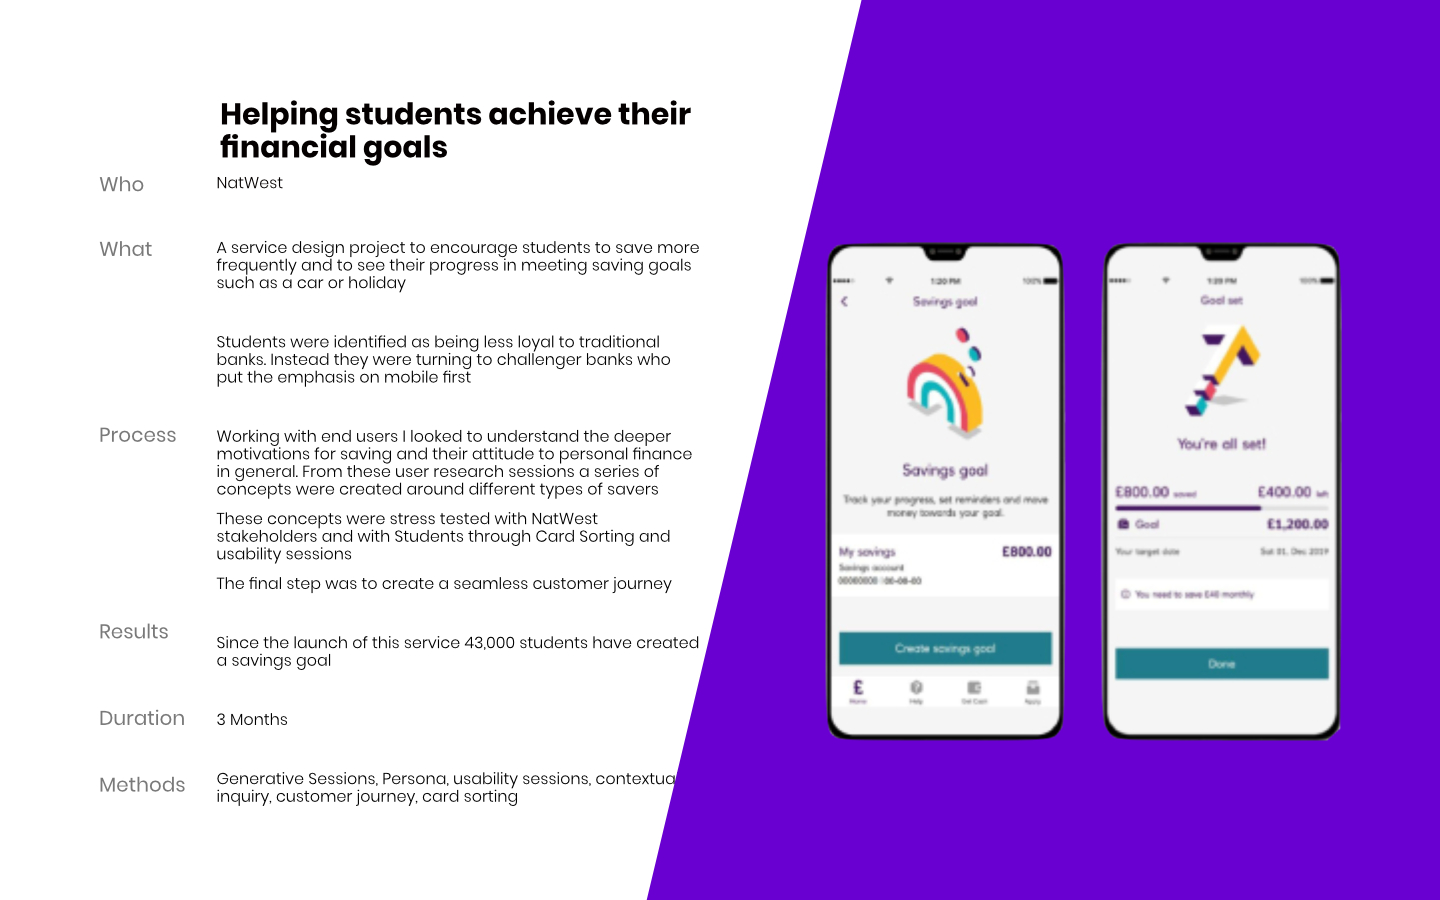 Helping students achieve their
financial goals
Who
NatWest
What
A service design project to encourage students to save more
frequently and to see their progress in meeting saving goals
such as a car or holiday
Students were identified as being less loyal to traditional
banks. Instead they were turning to challenger banks who
put the emphasis on mobile first
Process
Working with end users I looked to understand the deeper
motivations for saving and their attitude to personal finance
in general. From these user research sessions a series of
concepts were created around different types of savers
These concepts were stress tested with NatWest
stakeholders and with Students through Card Sorting and
usability sessions
The final step was to create a seamless customer journey
Results
Since the launch of this service 43,000 students have created
a savings goal
Duration
3 Months
Methods
Generative Sessions, Persona, usability sessions, contextua
inquiry, customer journey, card sorting
1:20 PM
100%
Savings goal
Savings goal
Track your progress, set reminders and move
money towards your goal.
My savings £800.00
Savings account
Create savings goal
Home Help Get Cash Apply
1:20 PM
100%
Goal set
You're all set!
£800.00 saved £400.00 left
Goal £1,200.00
Your target date Sat 01, Dec 2019
You need to save £40 monthly
Done